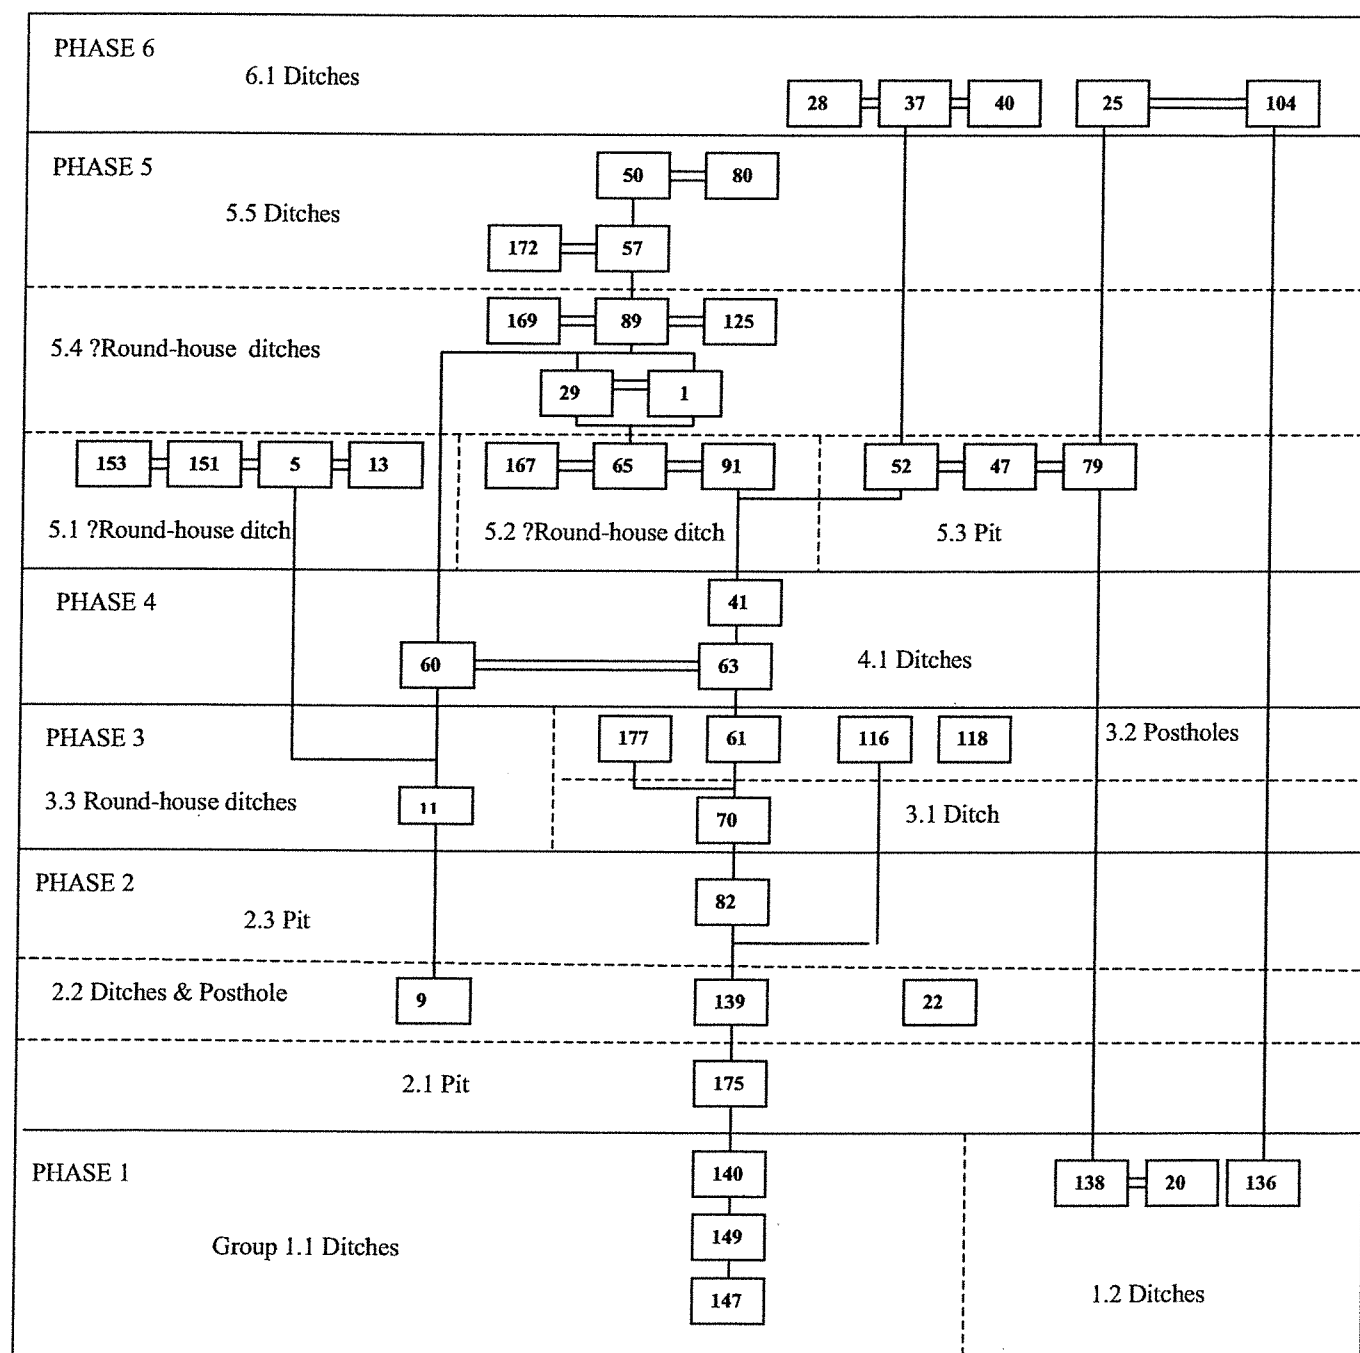 PHASE 6
6.1 Ditches
28 37 40 25 104
PHASE 5
50 80
5.5 Ditches
172 57
169 89 125
5.4 ?Round-house ditches
29 1
153 151 5 13 167 65 91 52 47 79
5.1 ?Round-house ditch 5.2 ?Round-house ditch 5.3 Pit
PHASE 4
41
60 63 4.1 Ditches
PHASE 3 177 61 116 118 3.2 Postholes
3.3 Round-house ditches 11 70 3.1 Ditch
PHASE 2
82
2.3 Pit
2.2 Ditches & Posthole 9 139 22
2.1 Pit 175
PHASE 1 140 138 20 136
149
Group 1.1 Ditches
147 1.2 Ditches